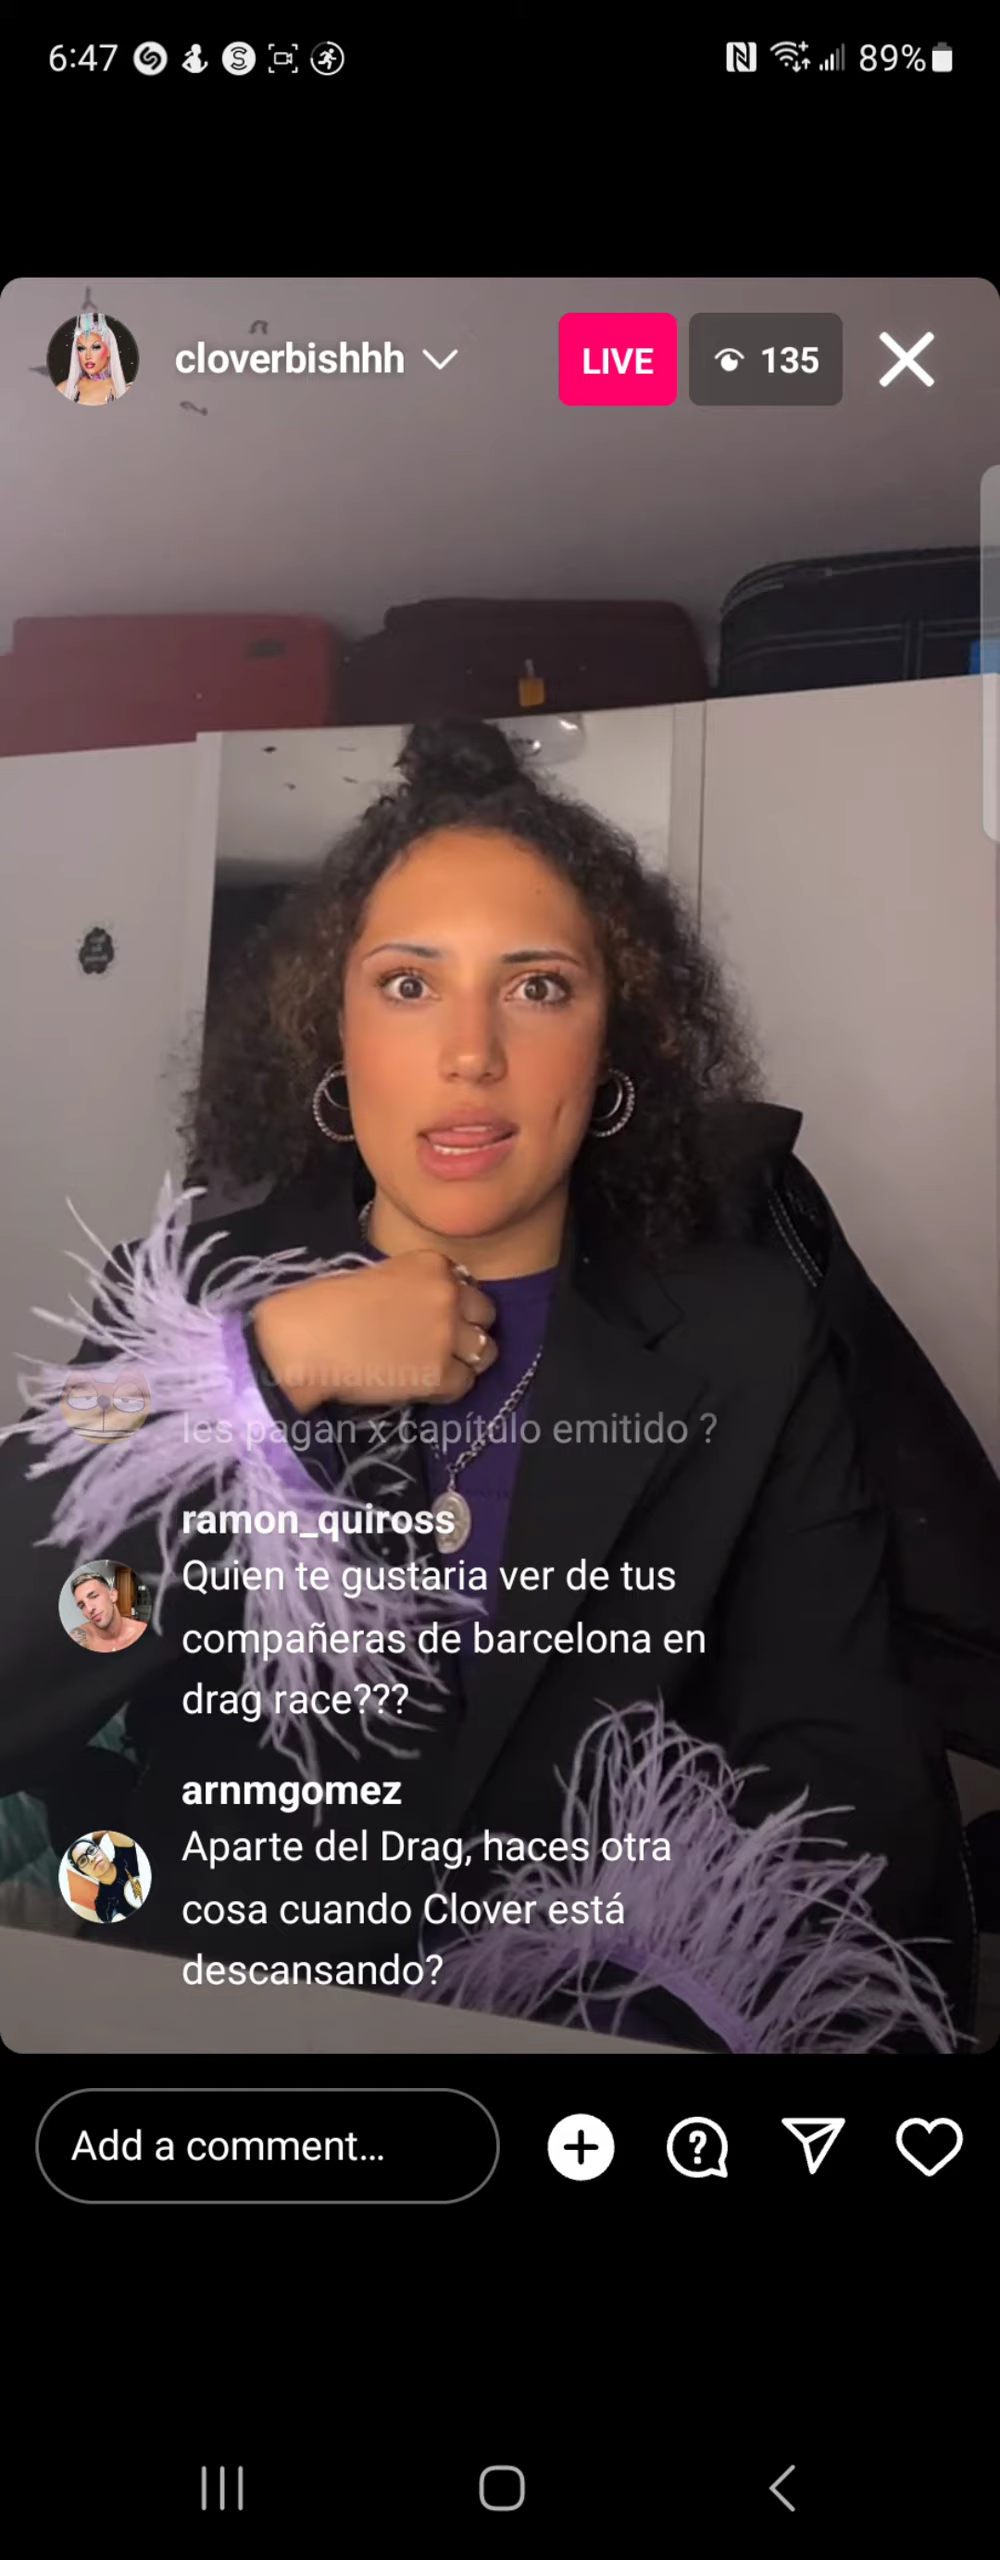 6:47
89%
cloverbishhh
LIVE
135
les pagan x capítulo emitido ?
ramon_quiross
Quien te gustaria ver de tus
compañeras de barcelona en
drag race???
arnmgomez
Aparte del Drag, haces otra
cosa cuando Clover está
descansando?
Add a comment...